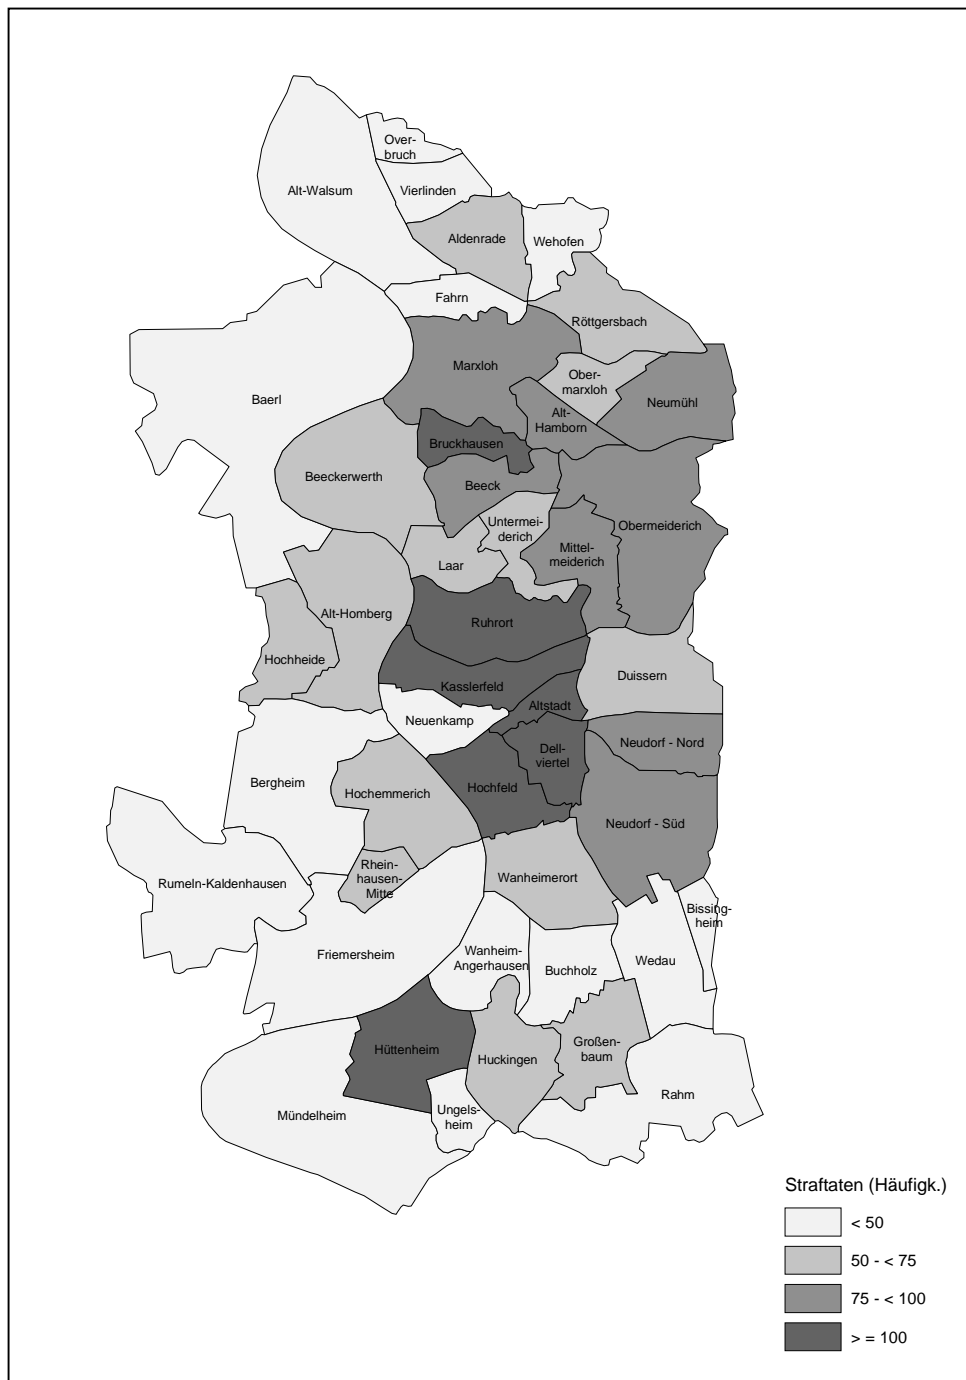 Over-
bruch
Alt-Walsum
Vierlinden
Aldenrade
Wehofen
Fahrn
Röttgersbach
Baerl
Marxloh
Ober-
marxloh
Neumühl
Alt-
Hamborn
Bruckhausen
Beeckerwerth
Beeck
Untermei-
derich
Obermeiderich
Mittel-
meiderich
Laar
Alt-Homberg
Ruhrort
Hochheide
Duissern
Kasslerfeld
Altstadt
Neuenkamp
Neudorf - Nord
Dell-
viertel
Bergheim
Hochfeld
Hochemmerich
Neudorf - Süd
Rhein-
hausen-
Mitte
Rumeln-Kaldenhausen
Wanheimerort
Bissing-
heim
Friemersheim
Wanheim-
Angerhausen
Buchholz
Wedau
Hüttenheim
Huckingen
Großen-
baum
Rahm
Mündelheim
Ungels-
heim
Straftaten (Häufigk.)
< 50
50 - < 75
75 - < 100
> = 100